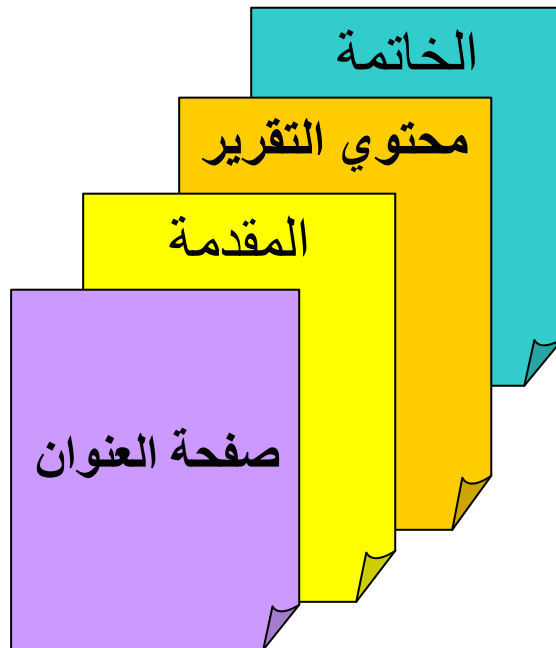 الخاتمة
محتوي التقرير
المقدمة
صفحة العنوان